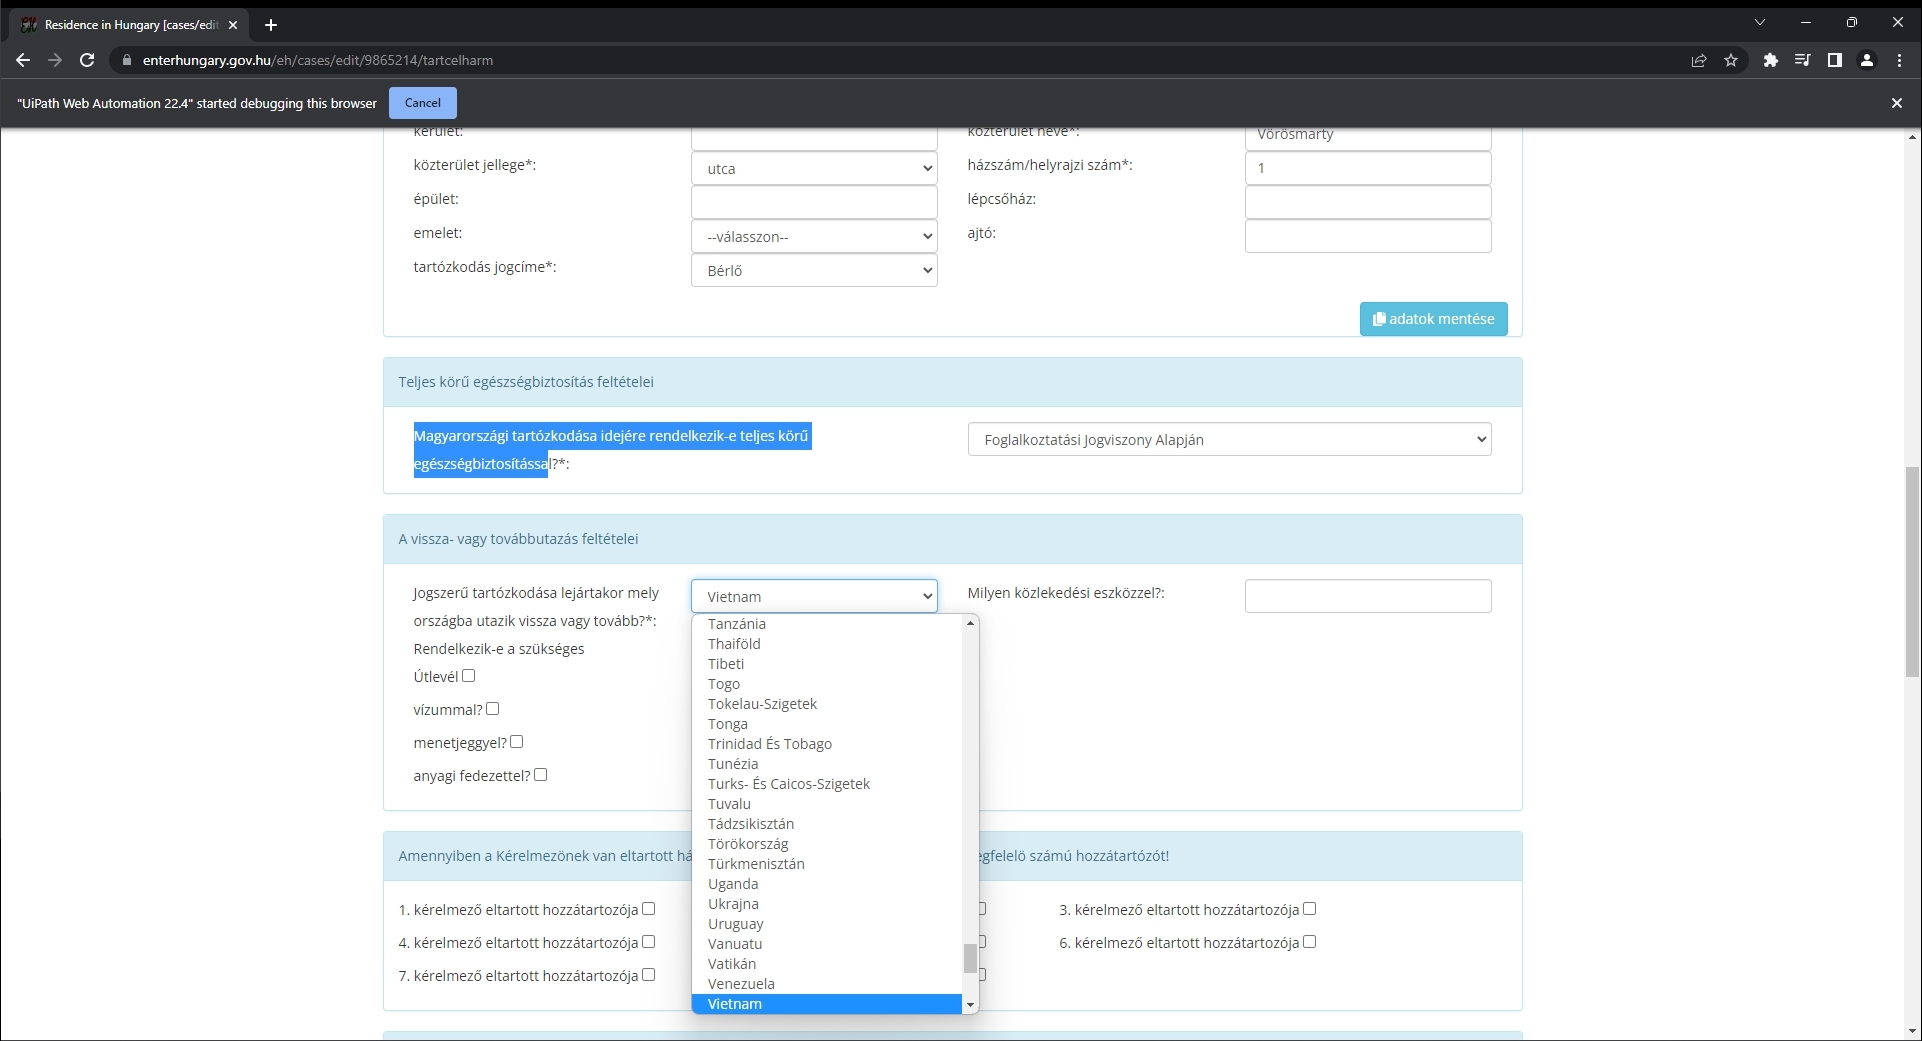 Residence in Hungary [cases/edit
enterhungary.gov.hu/eh/cases/edit/9865214/tartcelharm
"UiPath Web Automation 22.4" started debugging this browser
Cancel
kerület:
közterület neve*:
Vörösmarty
közterület jellege*:
utca
házszám/helyrajzi szám*:
1
épület:
lépcsőház:
emelet:
--válasszon--
ajtó:
tartózkodás jogcíme*:
Bérlő
adatok mentése
Teljes körű egészségbiztosítás feltételei
Magyarországi tartózkodása idejére rendelkezik-e teljes körű
egészségbiztosítással?*:
Foglalkoztatási Jogviszony Alapján
A vissza- vagy továbbutazás feltételei
Jogszerű tartózkodása lejártakor mely
országba utazik vissza vagy tovább?*:
Vietnam
Milyen közlekedési eszközzel?:
Rendelkezik-e a szükséges
Útlevél
vízummal?
menetjeggyel?
anyagi fedezettel?
Tanzánia
Thaiföld
Tibeti
Togo
Tokelau-Szigetek
Tonga
Trinidad És Tobago
Tunézia
Turks- És Caicos-Szigetek
Tuvalu
Tádzsikisztán
Törökország
Türkmenisztán
Uganda
Ukrajna
Uruguay
Vanuatu
Vatikán
Venezuela
Vietnam
Amennyiben a Kérelmezönek van eltartott há
egfelelö számú hozzátartózót!
1. kérelmező eltartott hozzátartozója
3. kérelmező eltartott hozzátartozója
4. kérelmező eltartott hozzátartozója
6. kérelmező eltartott hozzátartozója
7. kérelmező eltartott hozzátartozója